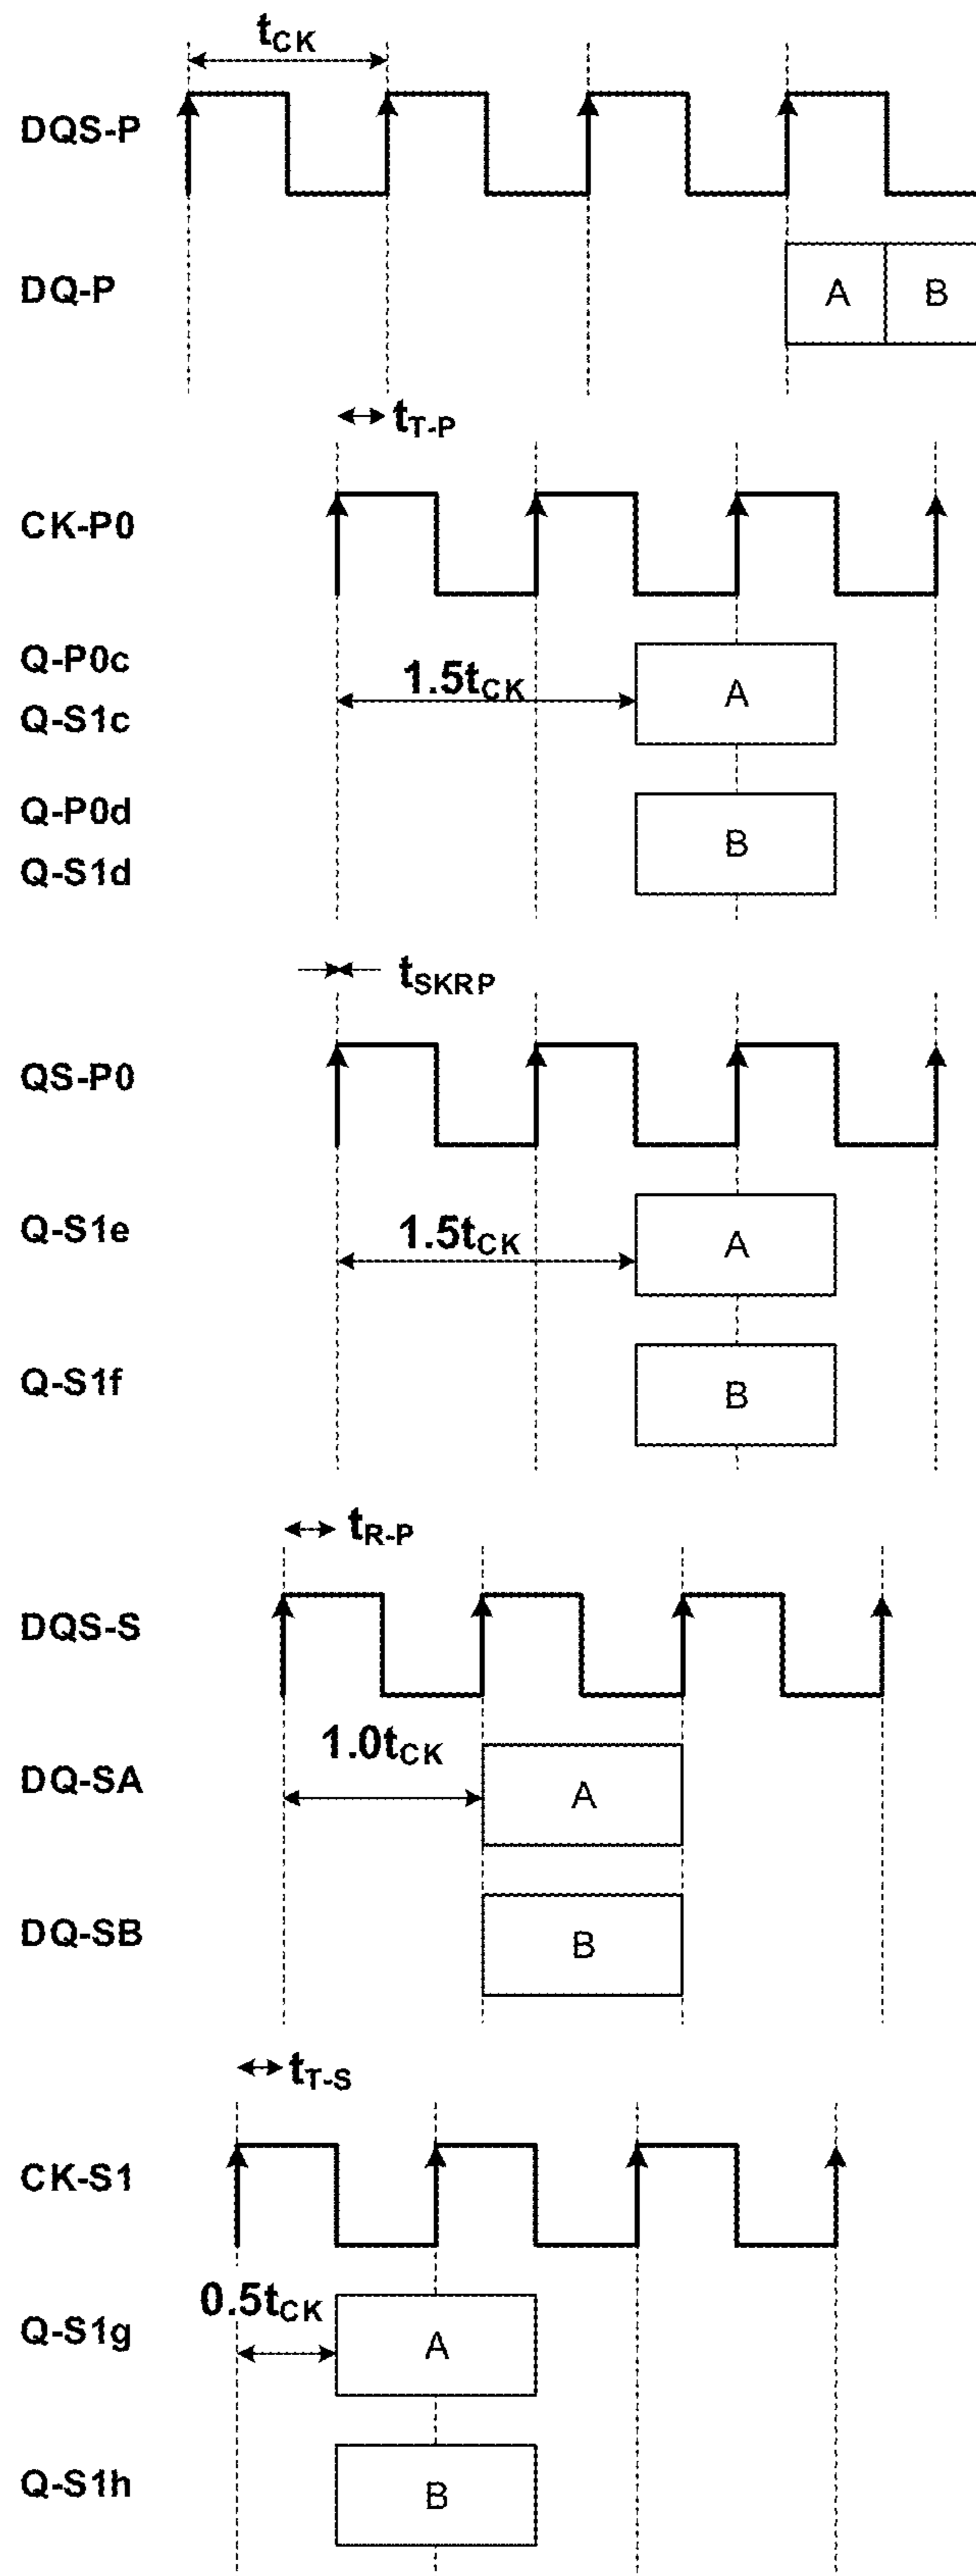 tCK
DQS-P
DQ-P
A B
tT-P
CK-P0
Q-P0c
1.5tCK
A
Q-S1c
Q-P0d
B
Q-S1d
tSKRP
QS-P0
Q-S1e
1.5tCK
A
Q-S1f
B
tR-P
DQS-S
1.0tCK
DQ-SA
A
DQ-SB
B
tT-S
CK-S1
0.5tCK
Q-S1g
A
Q-S1h
B